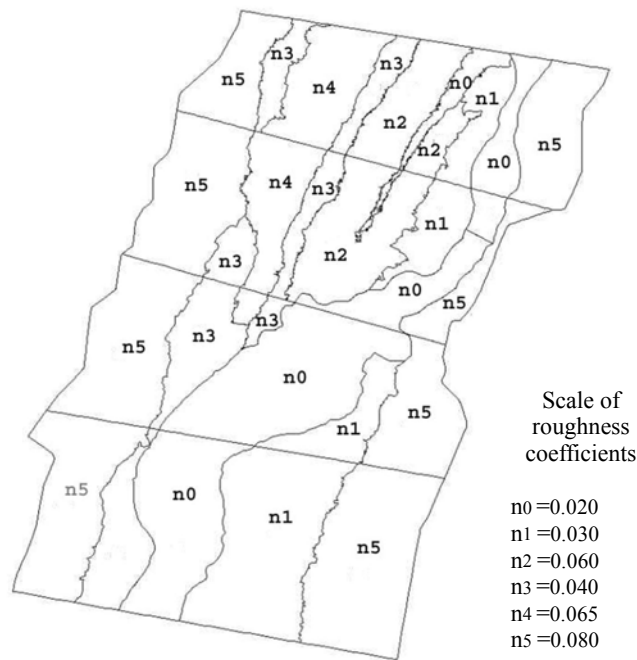 n3
n5
n4
n3
n0
n1
n2
n2
n0
n5
n5
n4
n3
n1
n2
n3
n0
n5
n3
n5
n3
n0
n5
n1
n5
n0
n1
n5
Scale of
roughness
coefficients
n0 =0.020
n1 =0.030
n2 =0.060
n3 =0.040
n4 =0.065
n5 =0.080